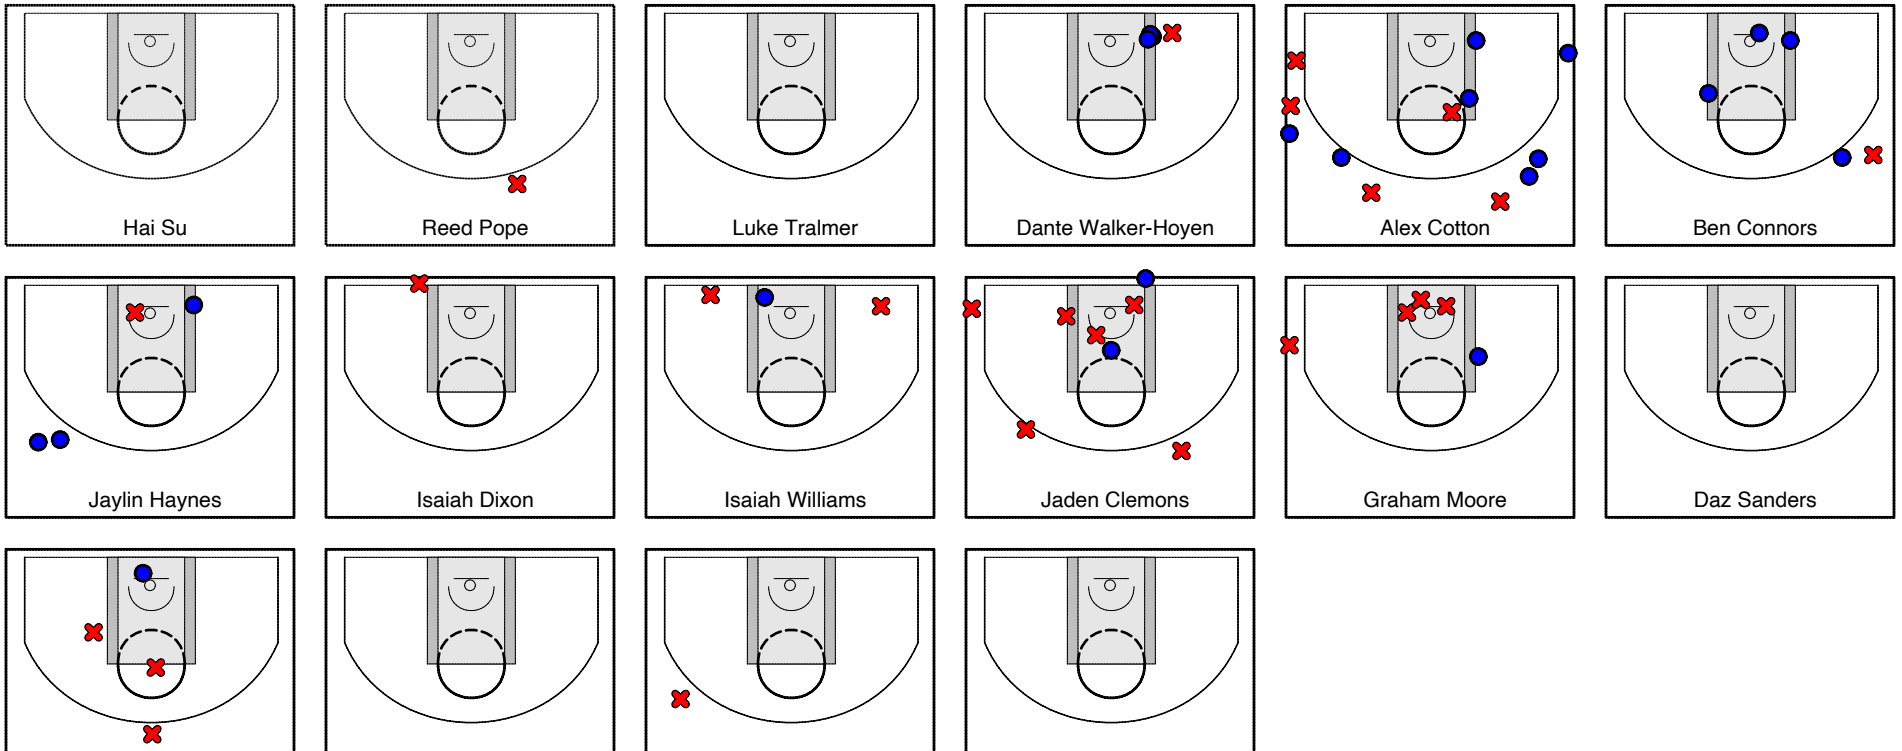 Hai Su
Reed Pope
Luke Tralmer
Dante Walker-Hoyen
Alex Cotton
Ben Connors
Jaylin Haynes
Isaiah Dixon
Isaiah Williams
Jaden Clemons
Graham Moore
Daz Sanders